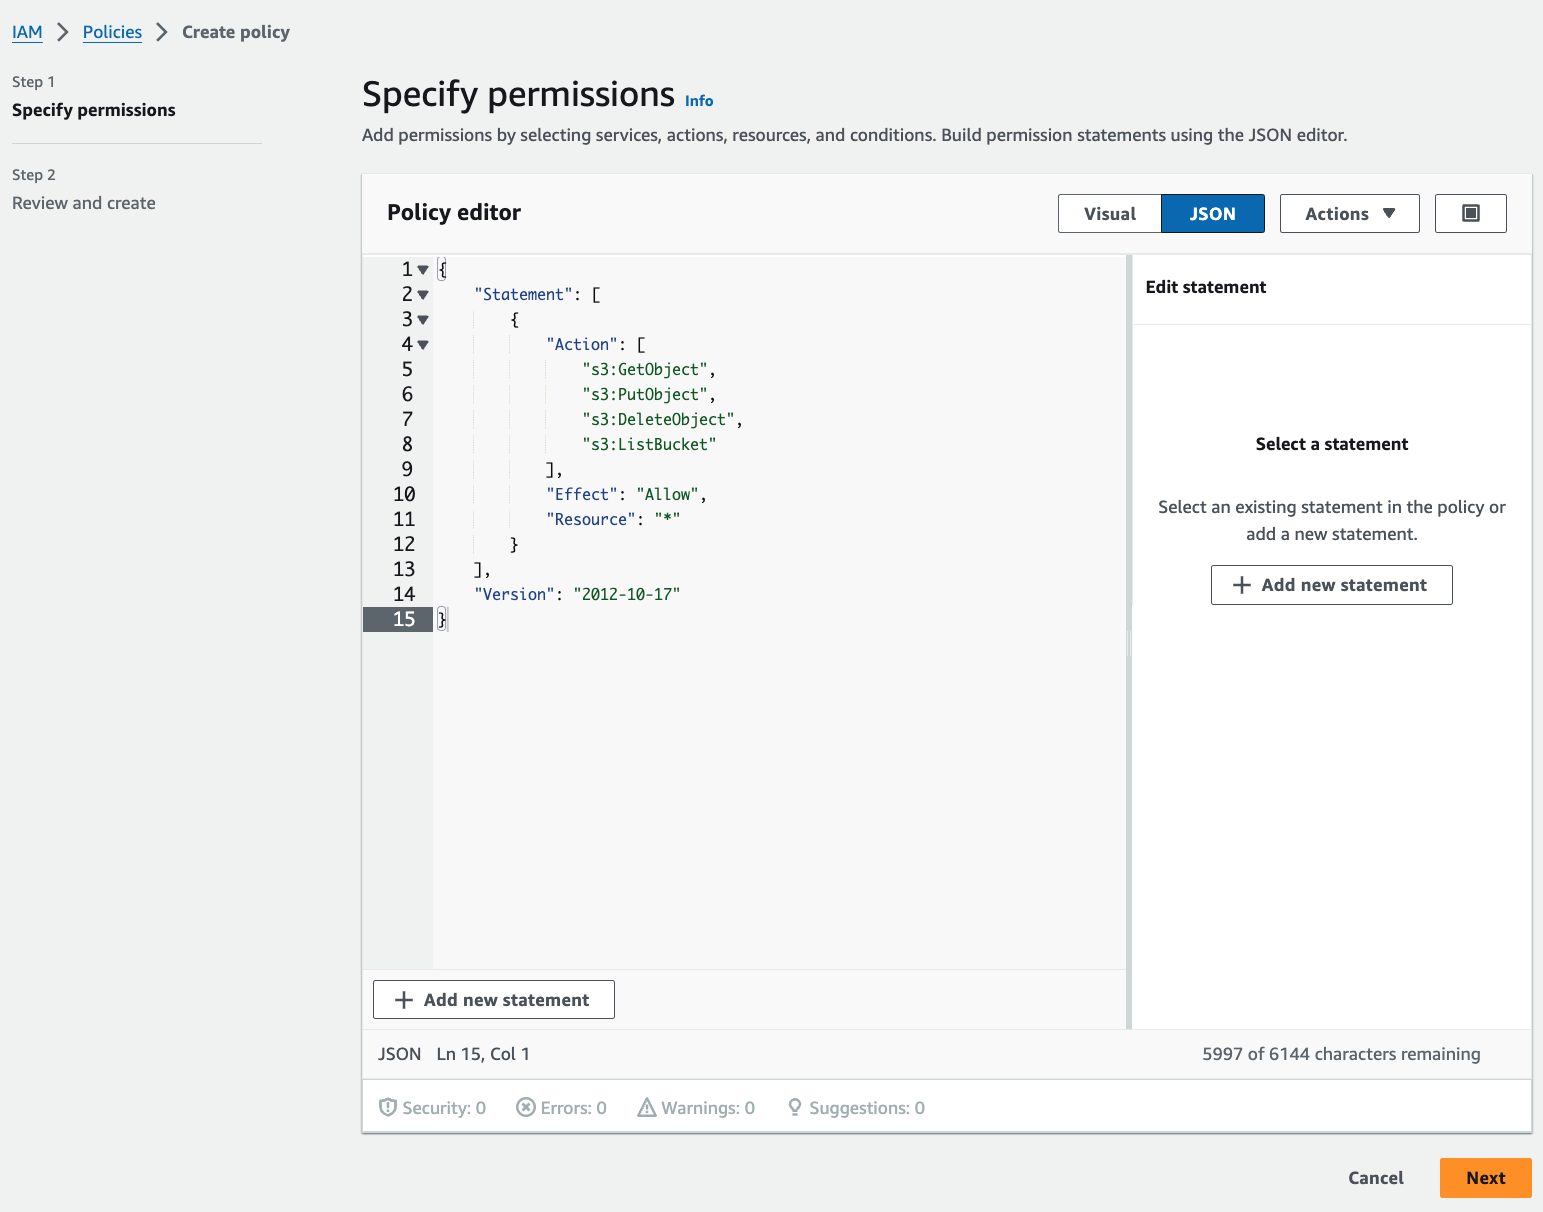 IAM > Policies > Create policy
Step 1
Specify permissions
Step 2
Review and create
Specify permissions Info
Add permissions by selecting services, actions, resources, and conditions. Build permission statements using the JSON editor.
Policy editor
Visual JSON Actions
1 {
2 "Statement": [
3 {
4 "Action": [
5 "s3:GetObject",
6 "s3:PutObject",
7 "s3:DeleteObject",
8 "s3:ListBucket"
9 ],
10 "Effect": "Allow",
11 "Resource": "*"
12 }
13 ],
14 "Version": "2012-10-17"
15 }
+ Add new statement
Edit statement
Select a statement
Select an existing statement in the policy or
add a new statement.
+ Add new statement
JSON Ln 15, Col 1
5997 of 6144 characters remaining
Security: 0 Errors: 0 Warnings: 0 Suggestions: 0
Cancel Next